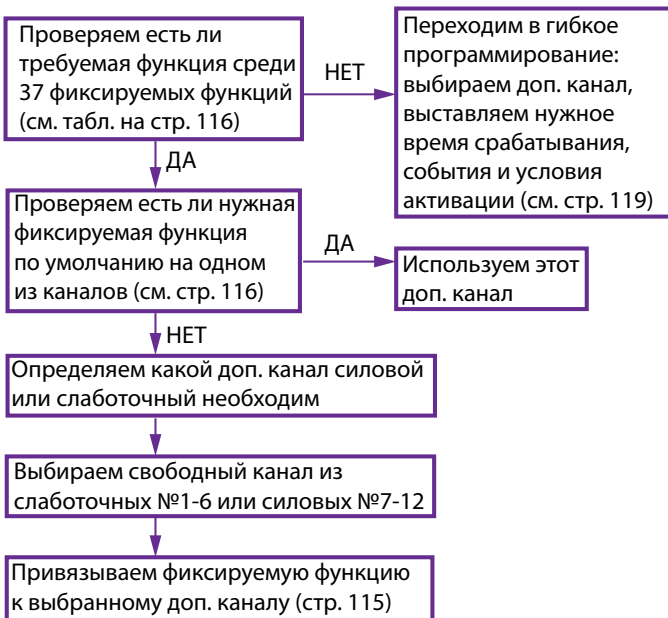 Проверяем есть ли
требуемая функция среди
37 фиксируемых функций
(см. табл. на стр. 116)
НЕТ
Переходим в гибкое
программирование:
выбираем доп. канал,
выставляем нужное
время срабатывания,
события и условия
активации (см. стр. 119)
ДА
Проверяем есть ли нужная
фиксируемая функция
по умолчанию на одном
из каналов (см. стр. 116)
ДА
Используем этот
доп. канал
НЕТ
Определяем какой доп. канал силовой
или слаботочный необходим
Выбираем свободный канал из
слаботочных №1-6 или силовых №7-12
Привязываем фиксируемую функцию
к выбранному доп. каналу (стр. 115)